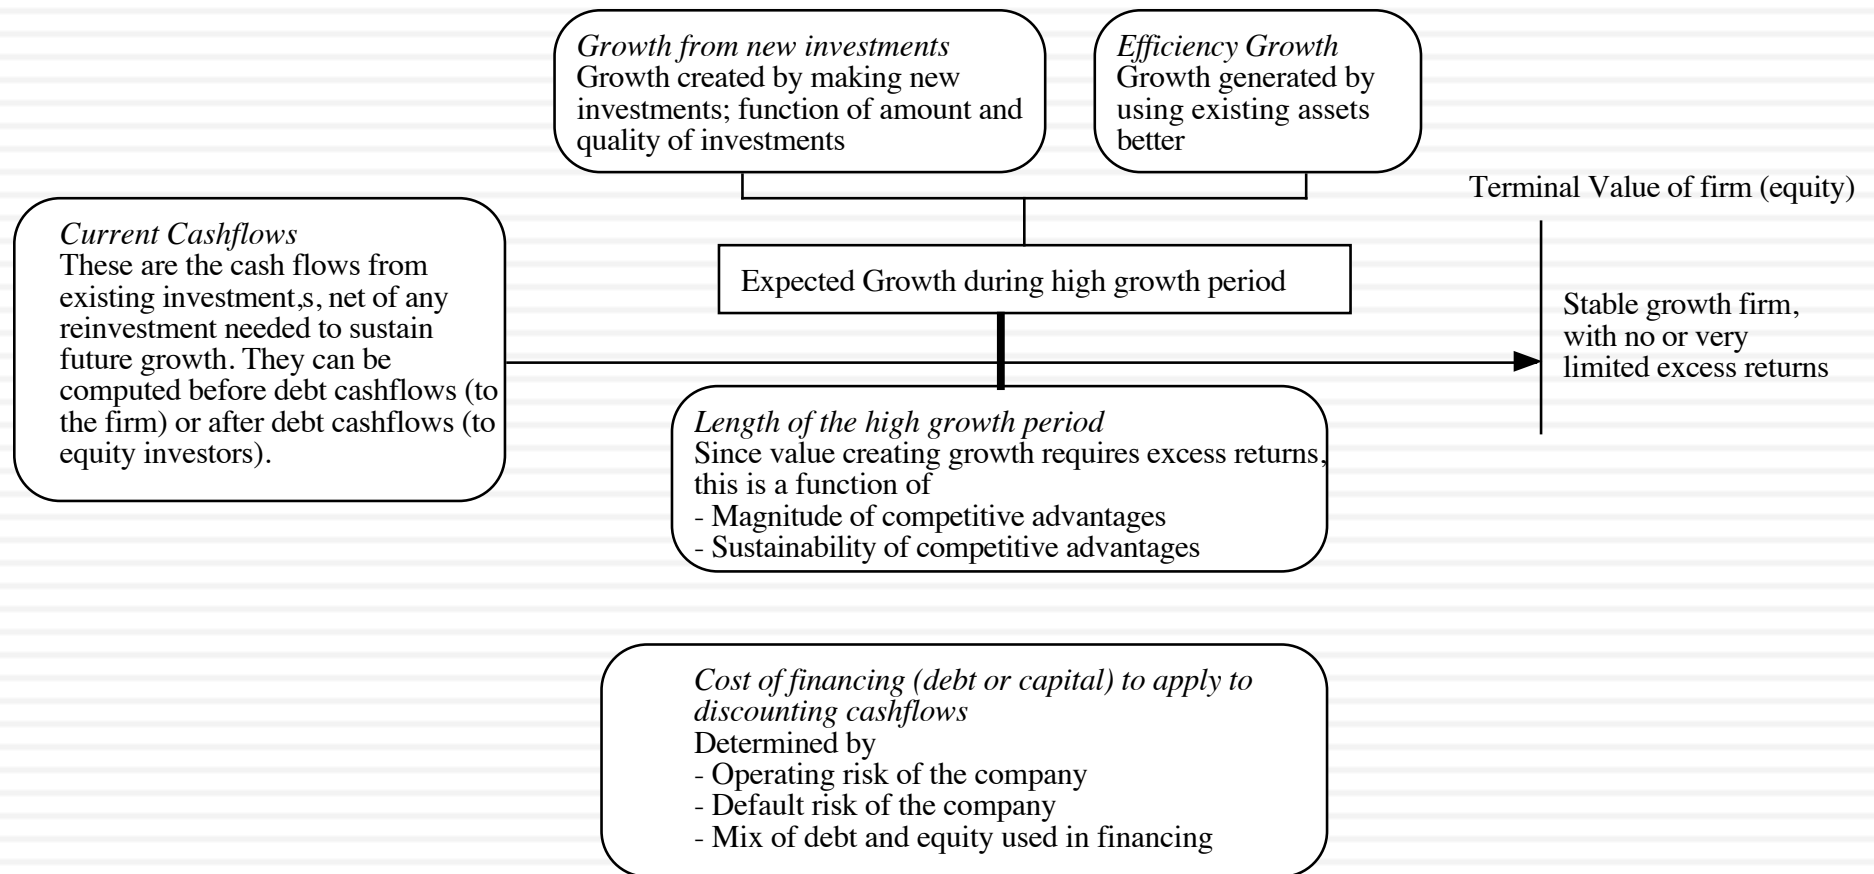 Growth from new investments
Growth created by making new
investments; function of amount and
quality of investments
Efficiency Growth
Growth generated by
using existing assets
better
Terminal Value of firm (equity)
Current Cashflows
These are the cash flows from
existing investment,s, net of any
reinvestment needed to sustain
future growth. They can be
computed before debt cashflows (to
the firm) or after debt cashflows (to
equity investors).
Expected Growth during high growth period
Stable growth firm,
with no or very
limited excess returns
Length of the high growth period
Since value creating growth requires excess returns,
this is a function of
- Magnitude of competitive advantages
- Sustainability of competitive advantages
Cost of financing (debt or capital) to apply to
discounting cashflows
Determined by
- Operating risk of the company
- Default risk of the company
- Mix of debt and equity used in financing